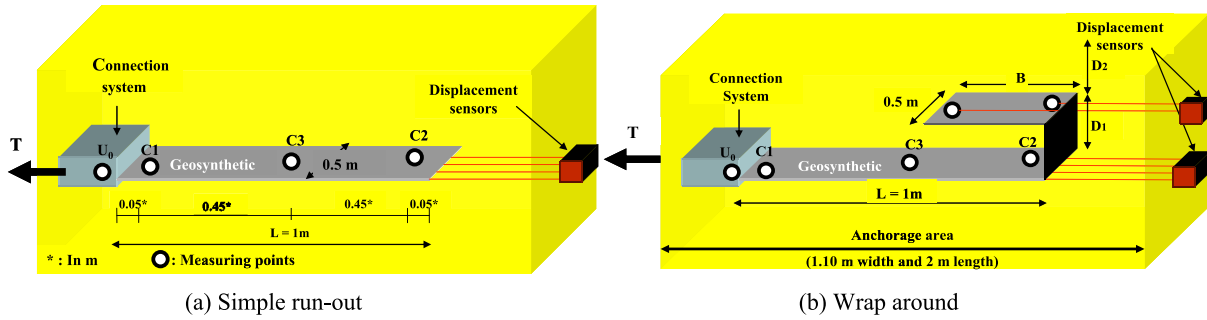 Connection
system
Displacement
sensors
T
U0
C1
C3
C2
Geosynthetic
0.5 m
0.05*
0.45*
0.45*
0.05*
L = 1m
* : In m
: Measuring points
(a) Simple run-out
Displacement
sensors
Connection
System
B
D2
0.5 m
D1
T
U0
C1
C3
C2
Geosynthetic
L = 1m
Anchorage area
(1.10 m width and 2 m length)
(b) Wrap around